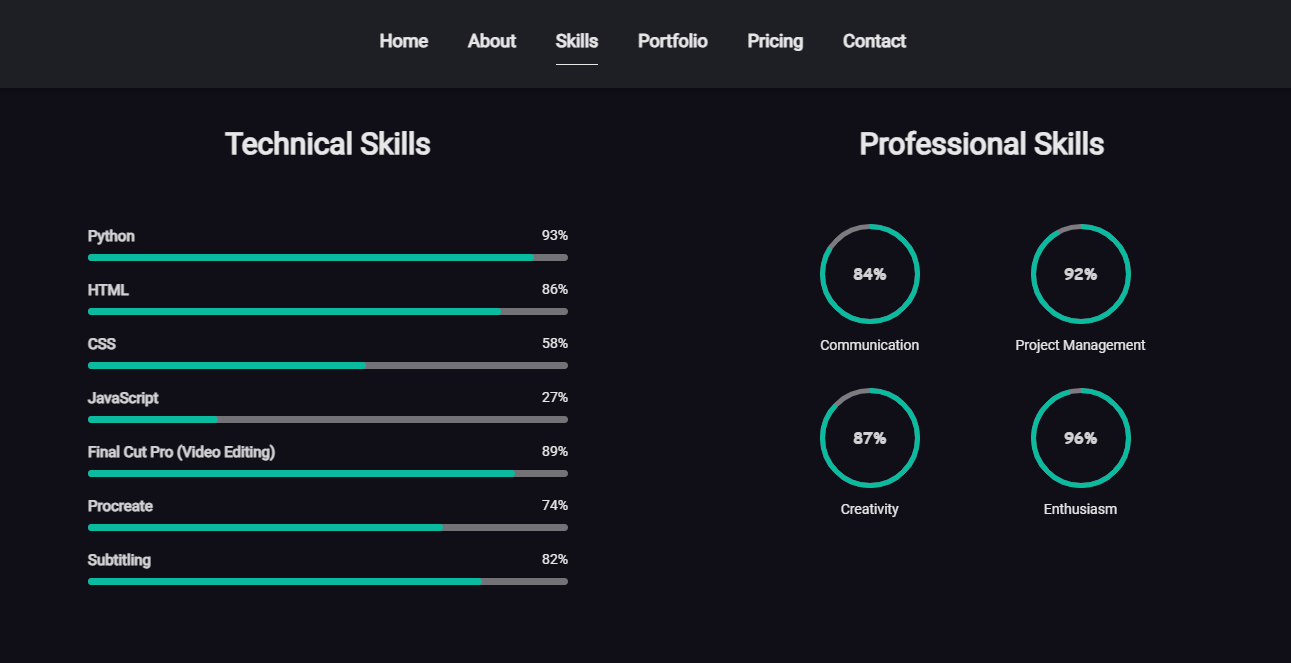 Home About Skills Portfolio Pricing Contact
Technical Skills
Python 93%
HTML 86%
CSS 58%
JavaScript 27%
Final Cut Pro (Video Editing) 89%
Procreate 74%
Subtitling 82%
Professional Skills
84% 92%
Communication Project Management
87% 96%
Creativity Enthusiasm